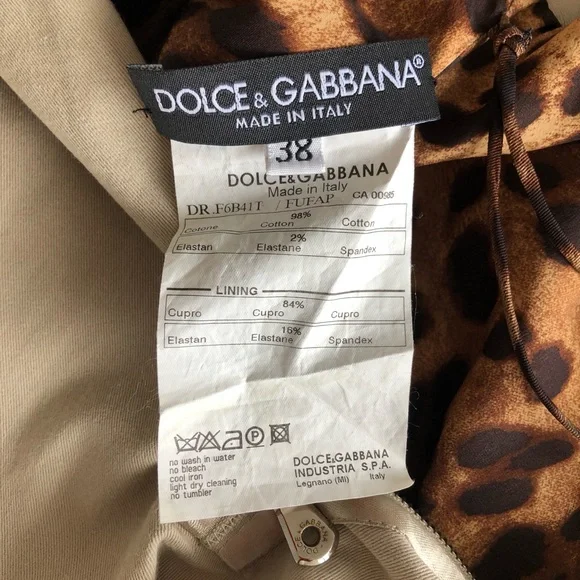 DOLCE & GABBANA®
MADE IN ITALY
38
DOLCE&GABBANA
Made in Italy
DR.F6B41T / FUFAP CA 00985
98%
Cotone Cotton Cotton
2%
Elastan Elastane Spandex
LINING
84%
Cupro Cupro Cupro
16%
Elastan Elastane Spandex
a P
no wash in water
no bleach
cool iron
light dry cleaning
no tumbler
DOLCE&GABBANA
INDUSTRIA S.P.A.
Legnano (Mi) Italy
GABBANA